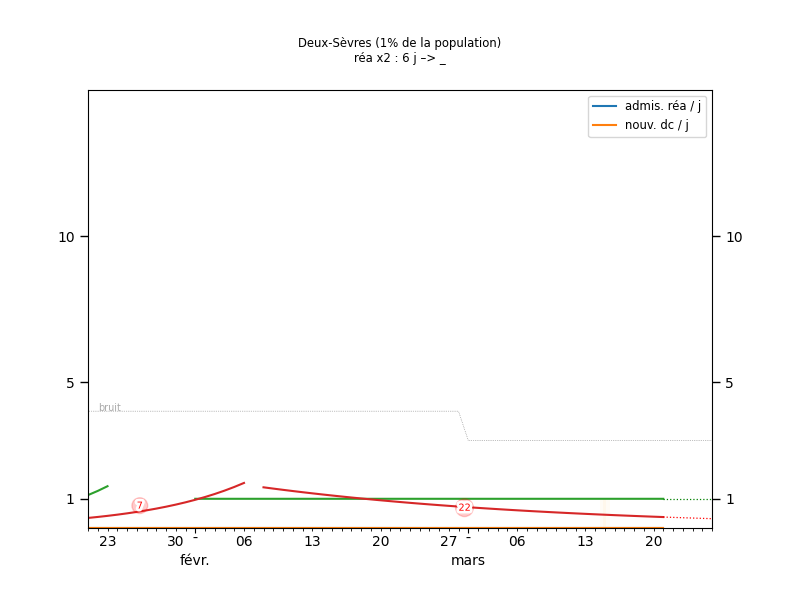 Deux-Sèvres (1% de la population)
réa x2 : 6 j –> _
admis. réa / j
nouv. dc / j
10 10
5 5
bruit
7
22
1 1
23 30 - 06 13 20 27 - 06 13 20
févr. mars